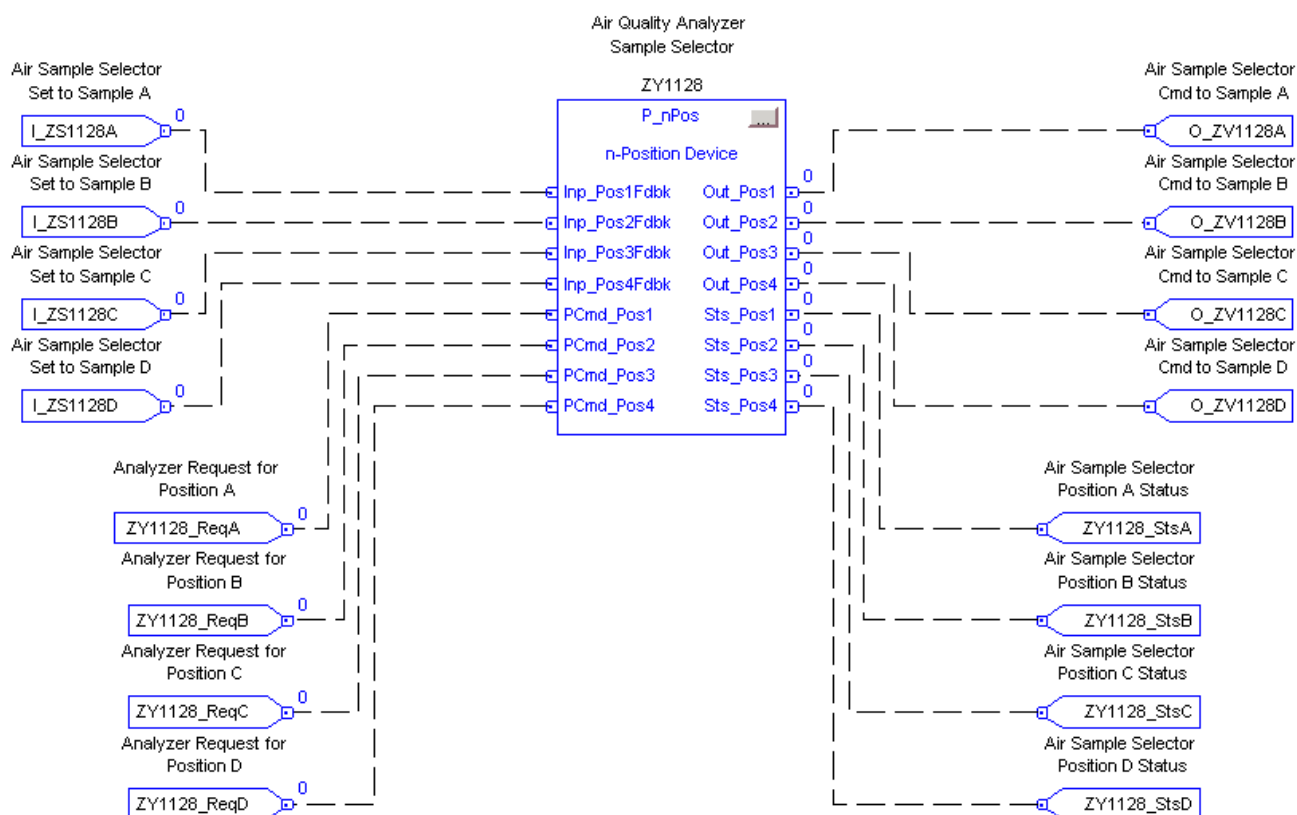 Air Quality Analyzer
Sample Selector
Air Sample Selector
Set to Sample A
0
I_ZS1128A
Air Sample Selector
Set to Sample B
0
I_ZS1128B
Air Sample Selector
Set to Sample C
0
I_ZS1128C
Air Sample Selector
Set to Sample D
0
I_ZS1128D
Analyzer Request for
Position A
0
ZY1128_ReqA
Analyzer Request for
Position B
0
ZY1128_ReqB
Analyzer Request for
Position C
0
ZY1128_ReqC
Analyzer Request for
Position D
0
ZY1128_ReqD
ZY1128
P_nPos
...
n-Position Device
Inp_Pos1Fdbk Out_Pos1 0
Inp_Pos2Fdbk Out_Pos2 0
Inp_Pos3Fdbk Out_Pos3 0
Inp_Pos4Fdbk Out_Pos4 0
PCmd_Pos1 Sts_Pos1 0
PCmd_Pos2 Sts_Pos2 0
PCmd_Pos3 Sts_Pos3 0
PCmd_Pos4 Sts_Pos4 0
Air Sample Selector
Cmd to Sample A
O_ZV1128A
Air Sample Selector
Cmd to Sample B
O_ZV1128B
Air Sample Selector
Cmd to Sample C
O_ZV1128C
Air Sample Selector
Cmd to Sample D
O_ZV1128D
Air Sample Selector
Position A Status
ZY1128_StsA
Air Sample Selector
Position B Status
ZY1128_StsB
Air Sample Selector
Position C Status
ZY1128_StsC
Air Sample Selector
Position D Status
ZY1128_StsD